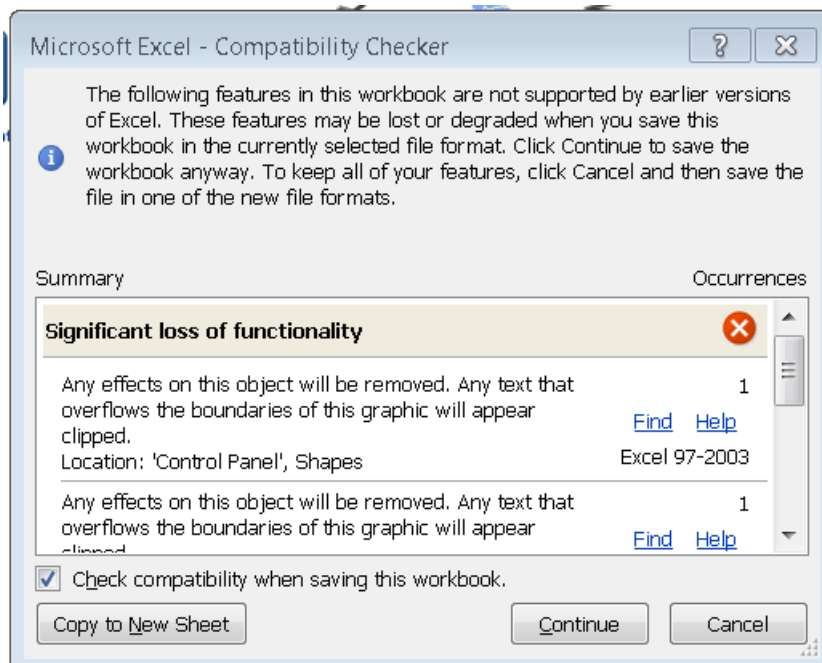 Microsoft Excel - Compatibility Checker
The following features in this workbook are not supported by earlier versions
of Excel. These features may be lost or degraded when you save this
workbook in the currently selected file format. Click Continue to save the
workbook anyway. To keep all of your features, click Cancel and then save the
file in one of the new file formats.
Summary Occurrences
Significant loss of functionality
Any effects on this object will be removed. Any text that 1
overflows the boundaries of this graphic will appear Find Help
clipped.
Location: 'Control Panel', Shapes Excel 97-2003
Any effects on this object will be removed. Any text that 1
overflows the boundaries of this graphic will appear Find Help
clipped
Check compatibility when saving this workbook.
Copy to New Sheet Continue Cancel